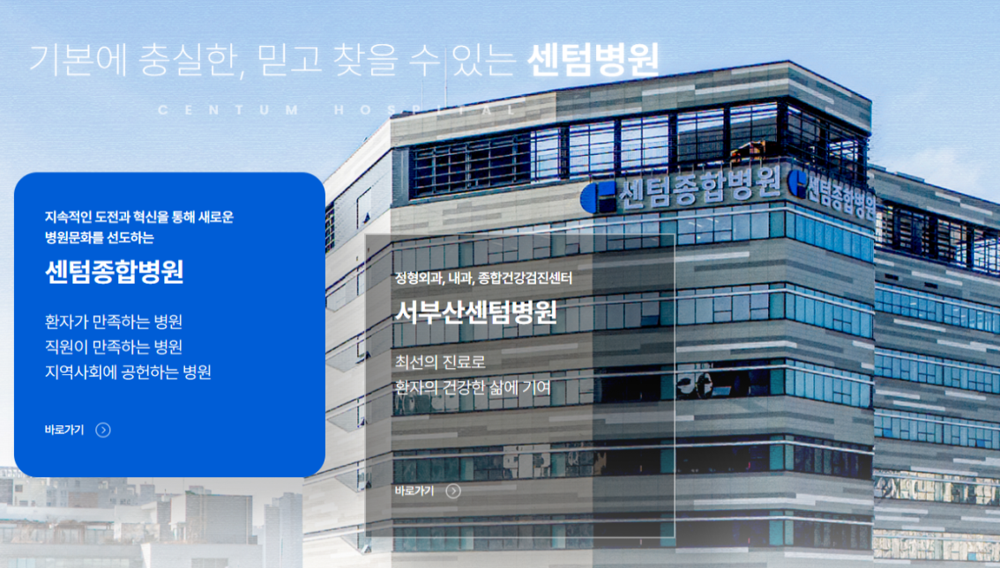 기본에 충실한, 믿고 찾을 수 있는 센텀병원
CENTUM HOSPITAL
지속적인 도전과 혁신을 통해 새로운
병원문화를 선도하는
센텀종합병원
환자가 만족하는 병원
직원이 만족하는 병원
지역사회에 공헌하는 병원
바로가기
센텀종합병원
센텀종합병원
정형외과, 내과, 종합건강검진센터
서부산센텀병원
최선의 진료로
환자의 건강한 삶에 기여
바로가기